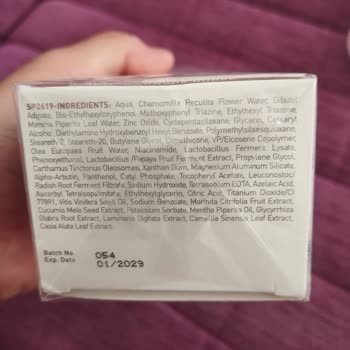 SP2619-INGREDIENTS: Aqua, Chamomilla Recutita Flower Water, Dibutyl
Adipate, Bis-Ethylhexyloxyphenol Methoxyphenyl Triazine, Ethylhexyl Triazone,
Mentha Piperita Leaf Water, Zinc Oxide, Cyclopentasiloxane, Glycerin, Cetearyl
Alcohol, Diethylamino Hydroxybenzoyl Hexyl Benzoate, Polymethylsilsesquioxane,
Steareth-2, Steareth-20, Butylene Glycol, Dimethicone, VP/Eicosene Copolymer,
Olea Europaea Fruit Water, Niacinamide, Lactobacillus Ferment Lysate,
Phenoxyethanol, Lactobacillus /Papaya Fruit Ferment Extract, Propylene Glycol,
Carthamus Tinctorius Oleosomes, Xanthan Gum, Magnesium Aluminum Silicate,
Alpha-Arbutin, Panthenol, Cetyl Phosphate, Tocopheryl Acetate, Leuconostoc/
Radish Root Ferment Filtrate, Sodium Hydroxide, Tetrasodium EDTA, Azelaic Acid,
Ascorbyl Tetraisopalmitate, Ethylhexylglycerin, Citric Acid, Titanium Dioxide/CI
77891, Vitis Vinifera Seed Oil, Sodium Benzoate, Morinda Citrifolia Fruit Extract,
Cucumis Melo Seed Extract, Potassium Sorbate, Mentha Piperita Oil, Glycyrrhiza
Glabra Root Extract, Laminaria Digitata Extract, Camellia Sinensis Leaf Extract,
Casia Alata Leaf Extract.
Batch No. 054
Exp. Date 01/2029